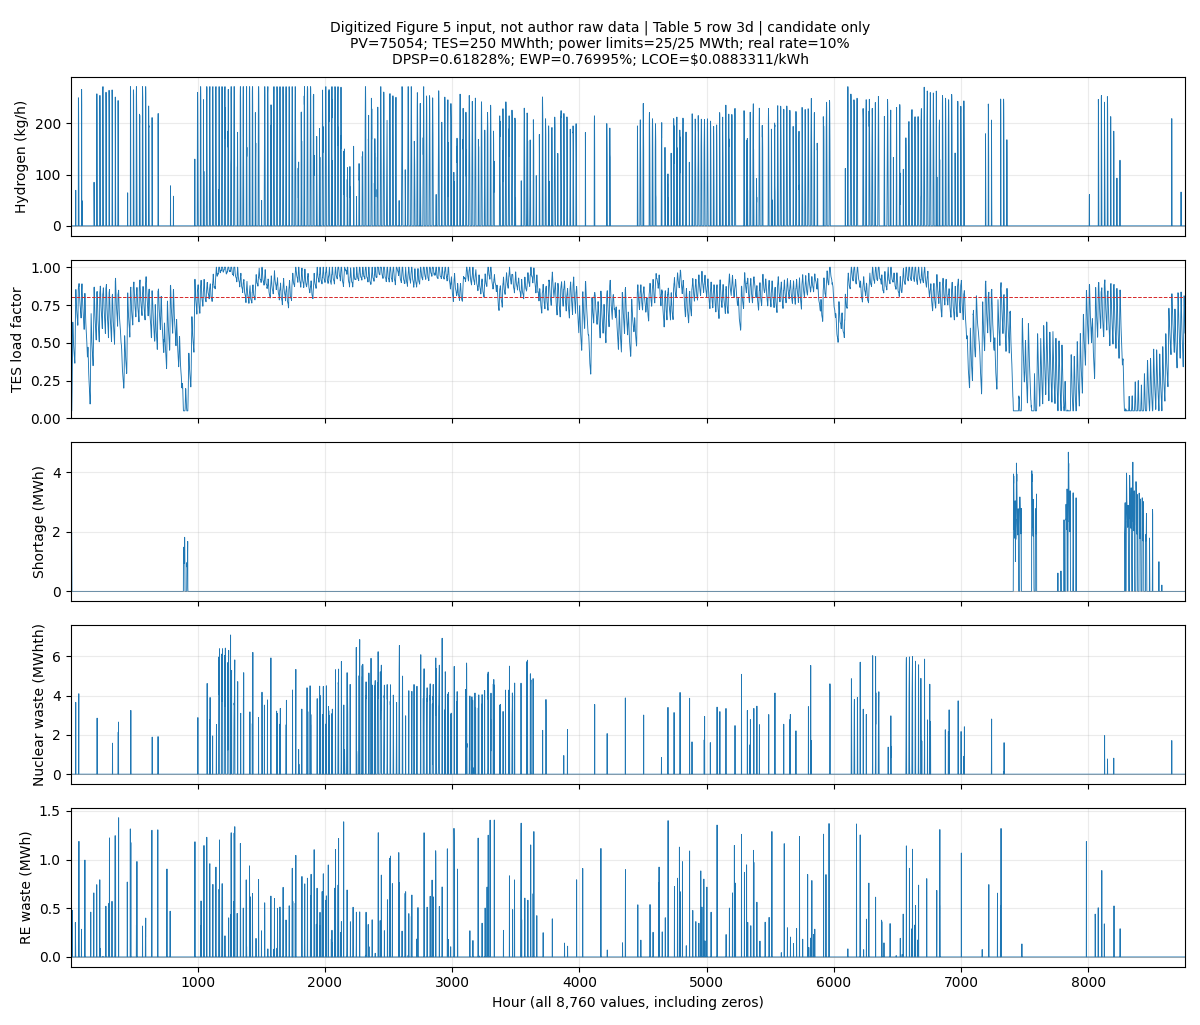 Digitized Figure 5 input, not author raw data | Table 5 row 3d | candidate only
PV=75054; TES=250 MWhth; power limits=25/25 MWth; real rate=10%
DPSP=0.61828%; EWP=0.76995%; LCOE=$0.0883311/kWh
Hydrogen (kg/h)
200
100
0
TES load factor
1.00
0.75
0.50
0.25
0.00
Shortage (MWh)
4
2
0
Nuclear waste (MWhth)
6
4
2
0
RE waste (MWh)
1.5
1.0
0.5
0.0
1000 2000 3000 4000 5000 6000 7000 8000
Hour (all 8,760 values, including zeros)